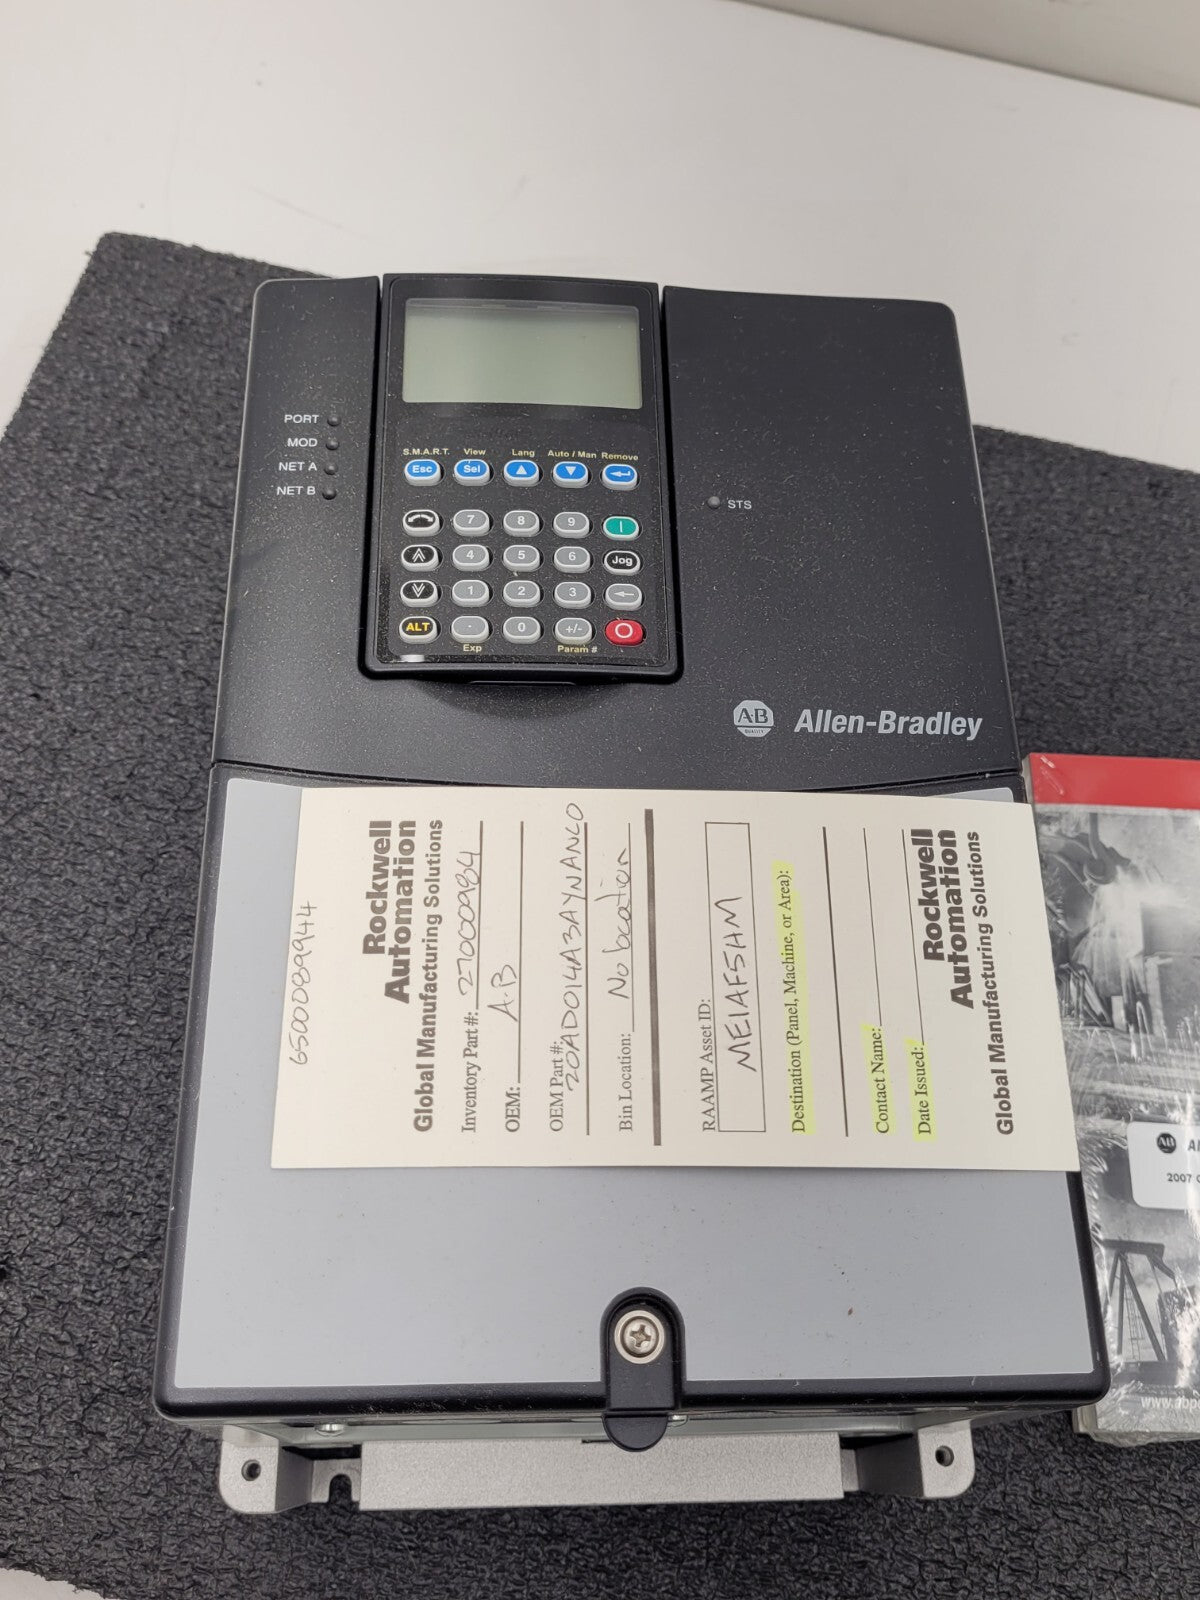 PORT
MOD
NET A
NET B
S.M.A.R.T. View Lang Auto / Man Remove
Esc Sel
7 8 9
4 5 6 Jog
1 2 3
ALT . 0 +/-
Exp Param #
STS
A·B
QUALITY
Allen-Bradley
6500089944
Rockwell
Automation
Global Manufacturing Solutions
Inventory Part #: 27000984
OEM: A.B
OEM Part #:
20AD014A3AYNANC0
Bin Location: No location
RAAMP Asset ID:
ME1AF5HM
Destination (Panel, Machine, or Area):
Contact Name:
Date Issued:
Rockwell
Automation
Global Manufacturing Solutions
AB
2007